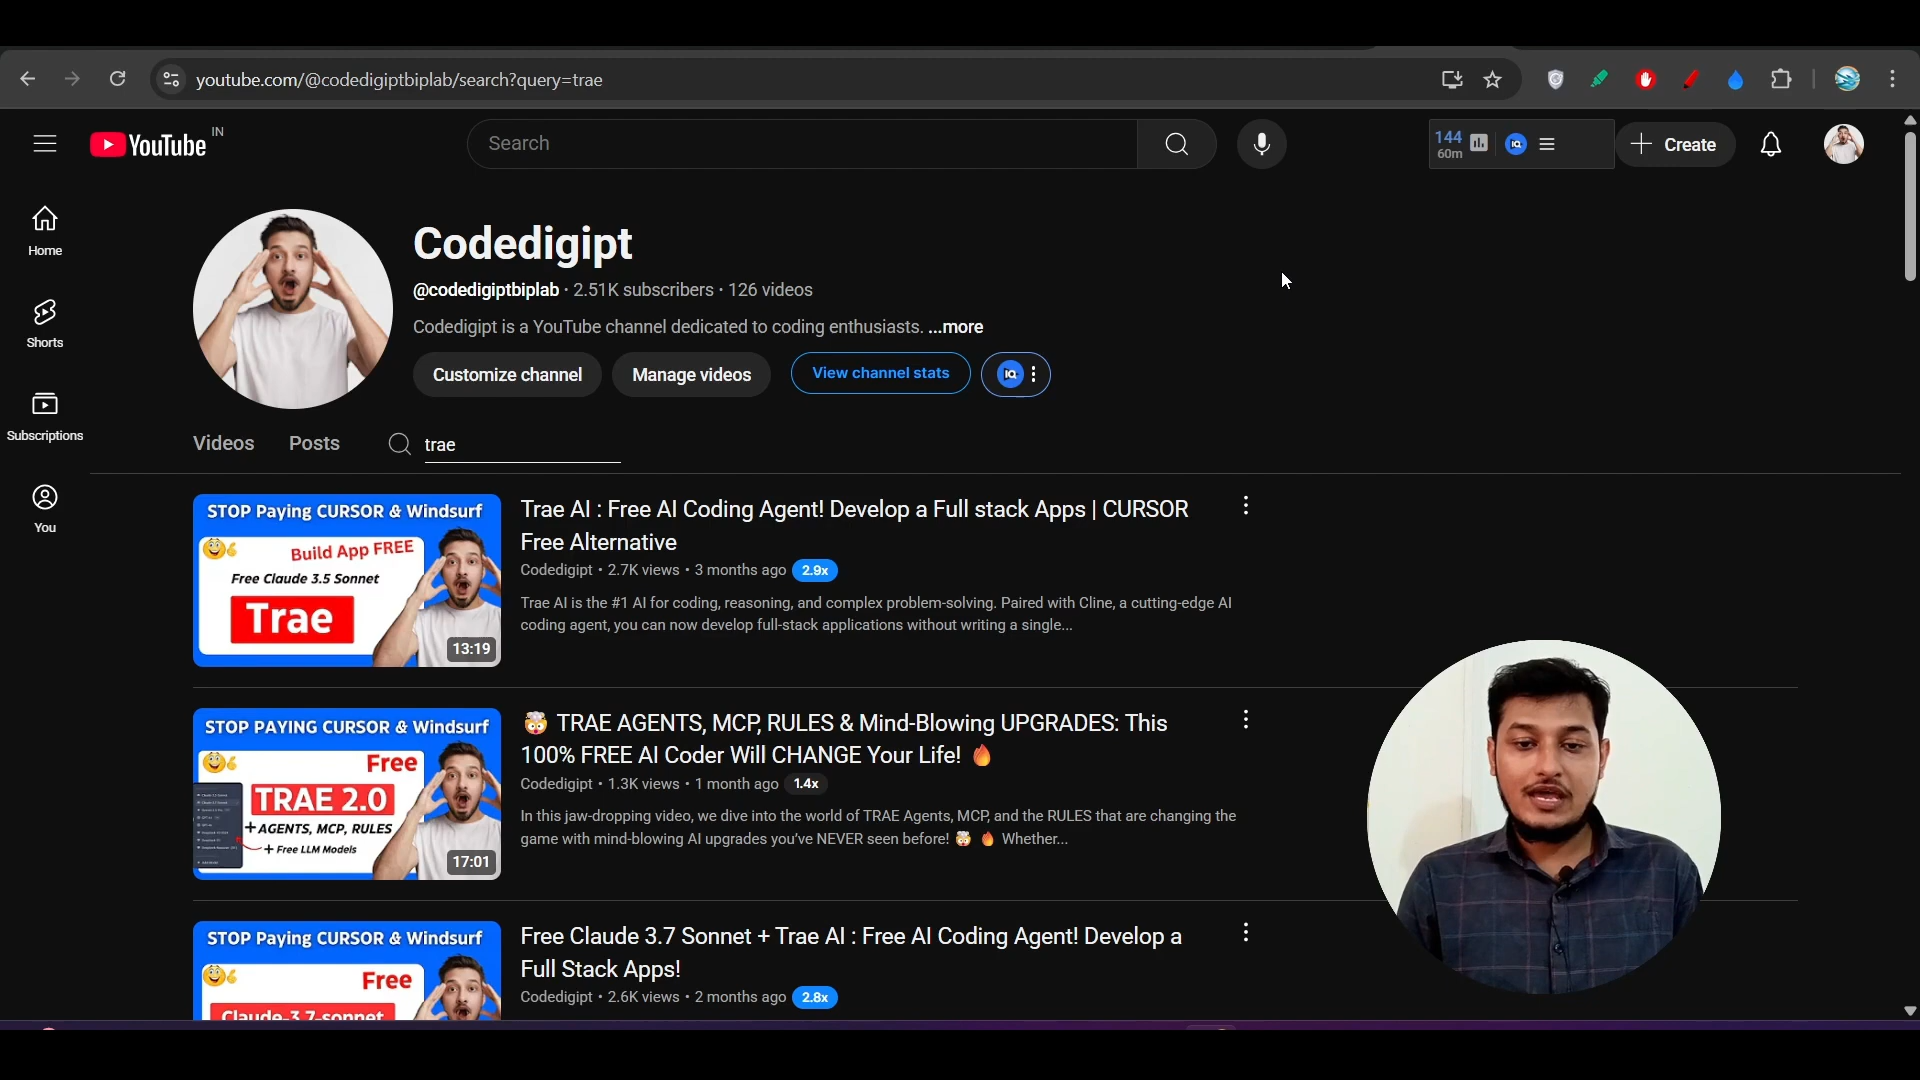 youtube.com/@codedigiptbiplab/search?query=trae
YouTube IN
Search
144
60m
Create
Home
Shorts
Subscriptions
You
Codedigipt
@codedigiptbiplab · 2.51K subscribers · 126 videos
Codedigipt is a YouTube channel dedicated to coding enthusiasts. ...more
Customize channel
Manage videos
View channel stats
Videos
Posts
trae
STOP Paying CURSOR & Windsurf
Build App FREE
Free Claude 3.5 Sonnet
Trae
13:19
Trae AI : Free AI Coding Agent! Develop a Full stack Apps | CURSOR
Free Alternative
Codedigipt • 2.7K views • 3 months ago 2.9x
Trae AI is the #1 AI for coding, reasoning, and complex problem-solving. Paired with Cline, a cutting-edge AI
coding agent, you can now develop full-stack applications without writing a single...
STOP PAYING CURSOR & Windsurf
Free
TRAE 2.0
+AGENTS, MCP, RULES
+ Free LLM Models
17:01
🤯 TRAE AGENTS, MCP, RULES & Mind-Blowing UPGRADES: This
100% FREE AI Coder Will CHANGE Your Life! 🔥
Codedigipt • 1.3K views • 1 month ago 1.4x
In this jaw-dropping video, we dive into the world of TRAE Agents, MCP, and the RULES that are changing the
game with mind-blowing AI upgrades you've NEVER seen before! 🤯 🔥 Whether...
STOP Paying CURSOR & Windsurf
Free
Claude-3.7-sonnet
Free Claude 3.7 Sonnet + Trae AI : Free AI Coding Agent! Develop a
Full Stack Apps!
Codedigipt • 2.6K views • 2 months ago 2.8x